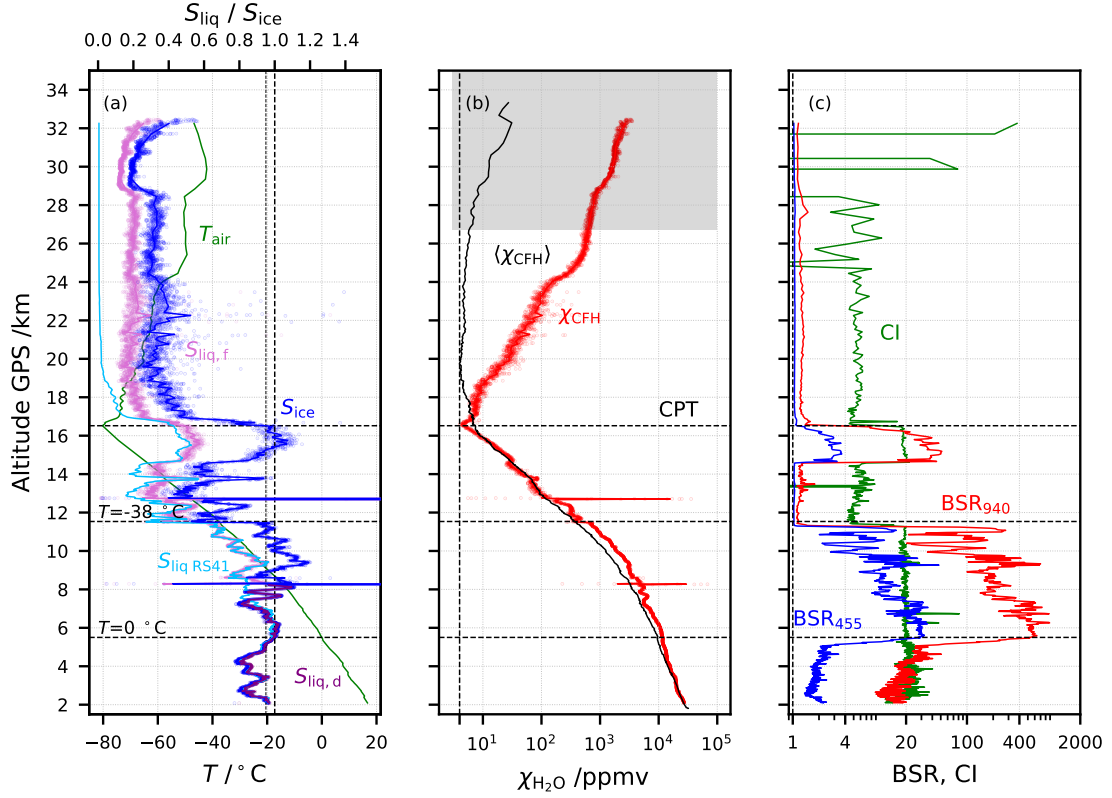 S_liq / S_ice
0.0 0.2 0.4 0.6 0.8 1.0 1.2 1.4
(a)
(b)
(c)
34
32
30
28
26
24
22
20
18
16
14
12
10
8
6
4
2
Altitude GPS /km
T_air
S_liq, f
S_ice
T=-38 °C
S_liq RS41
T=0 °C
S_liq, d
−80 −60 −40 −20 0 20
T / °C
⟨χ_CFH⟩
χ_CFH
CPT
10^1 10^2 10^3 10^4 10^5
χ_H₂O /ppmv
CI
BSR_940
BSR_455
1 4 20 100 400 2000
BSR, CI